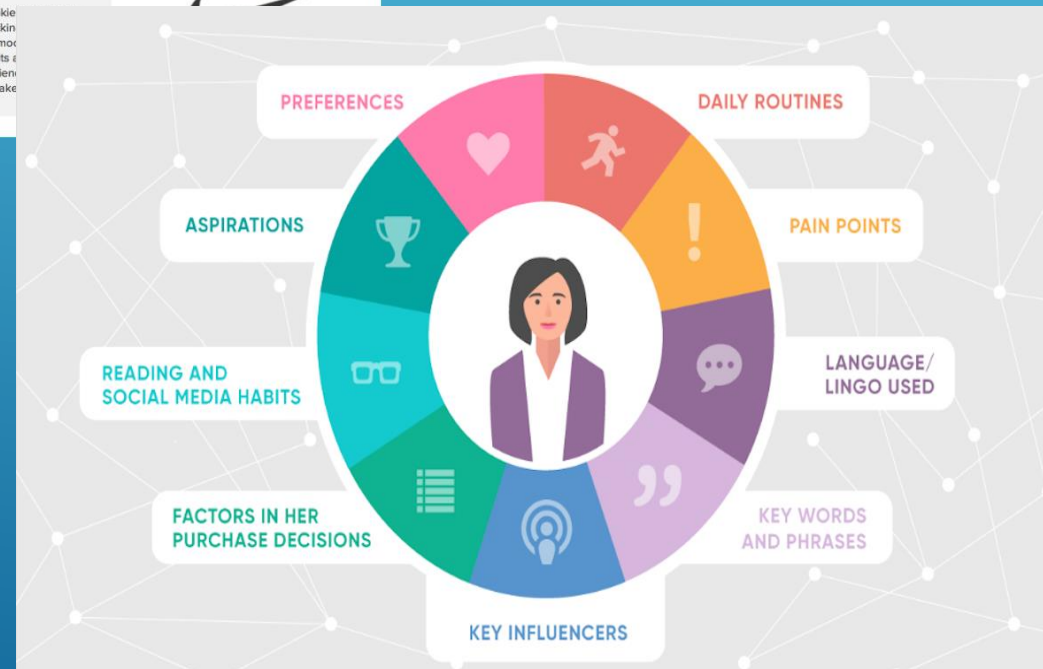 PREFERENCES
DAILY ROUTINES
ASPIRATIONS
PAIN POINTS
READING AND
SOCIAL MEDIA HABITS
LANGUAGE/
LINGO USED
FACTORS IN HER
PURCHASE DECISIONS
KEY WORDS
AND PHRASES
KEY INFLUENCERS